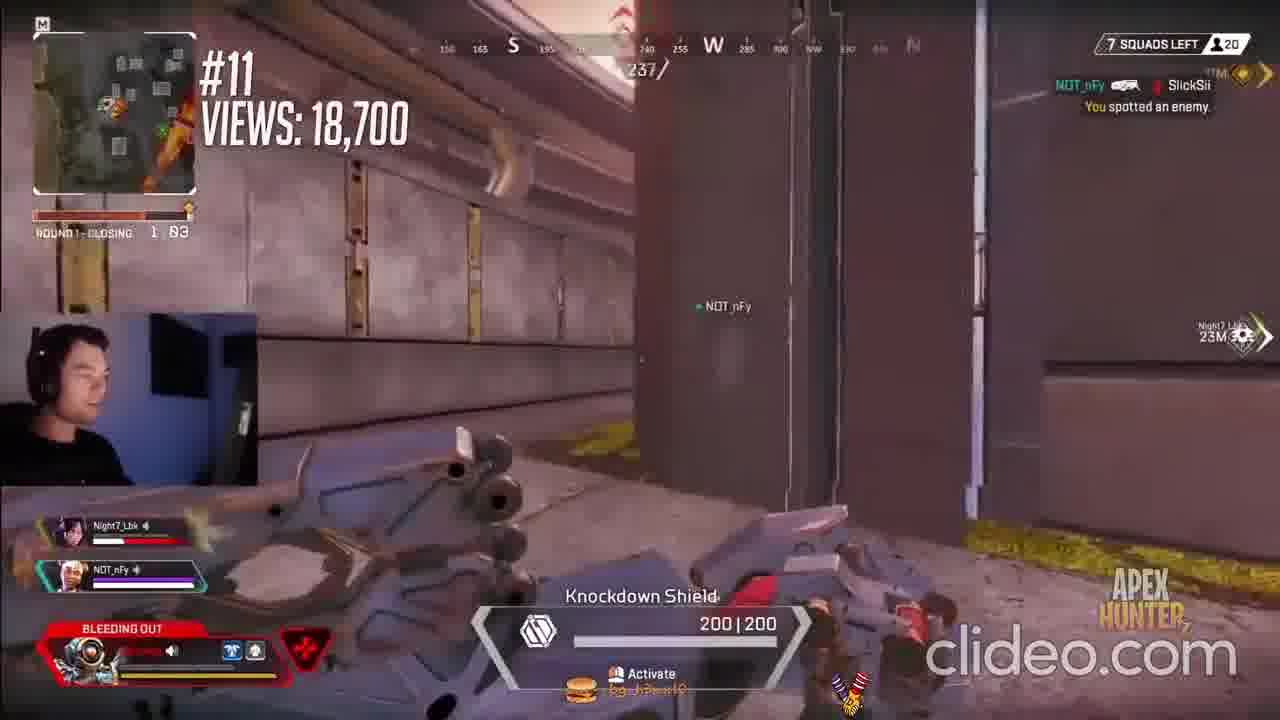 M
#11
VIEWS: 18,700
150 165 S 195 240 255 W 285 300 NW 330 N
237
7 SQUADS LEFT 20
NOT_nFy SlickSii
You spotted an enemy.
ROUND 1 - CLOSING 1:03
NOT_nFy
23M
Night7_Lbk
NOT_nFy
BLEEDING OUT
Knockdown Shield
200 | 200
Activate
APEX
HUNTER
clideo.com